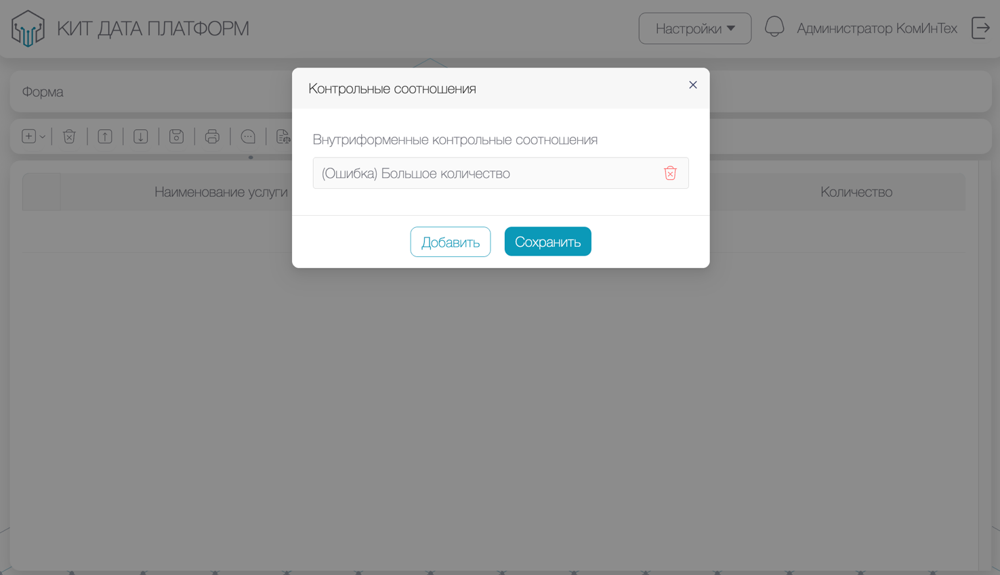 КИТ ДАТА ПЛАТФОРМ
Настройки
Администратор КомИнТех
Форма
Контрольные соотношения
Внутриформенные контрольные соотношения
(Ошибка) Большое количество
Наименование услуги
Количество
Добавить
Сохранить